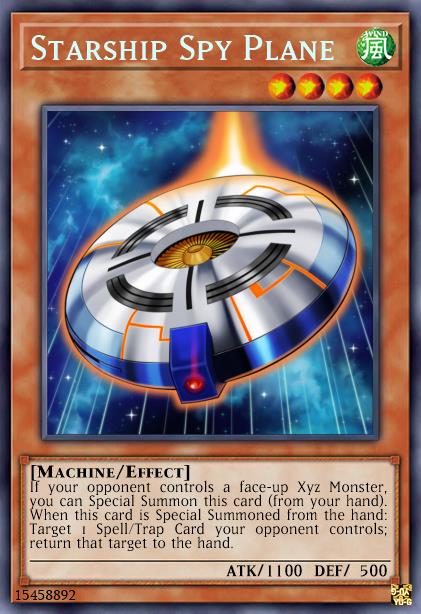 STARSHIP SPY PLANE
WIND
風
[MACHINE/EFFECT]
If your opponent controls a face-up Xyz Monster,
you can Special Summon this card (from your hand).
When this card is Special Summoned from the hand:
Target 1 Spell/Trap Card your opponent controls;
return that target to the hand.
ATK/1100 DEF/ 500
15458892